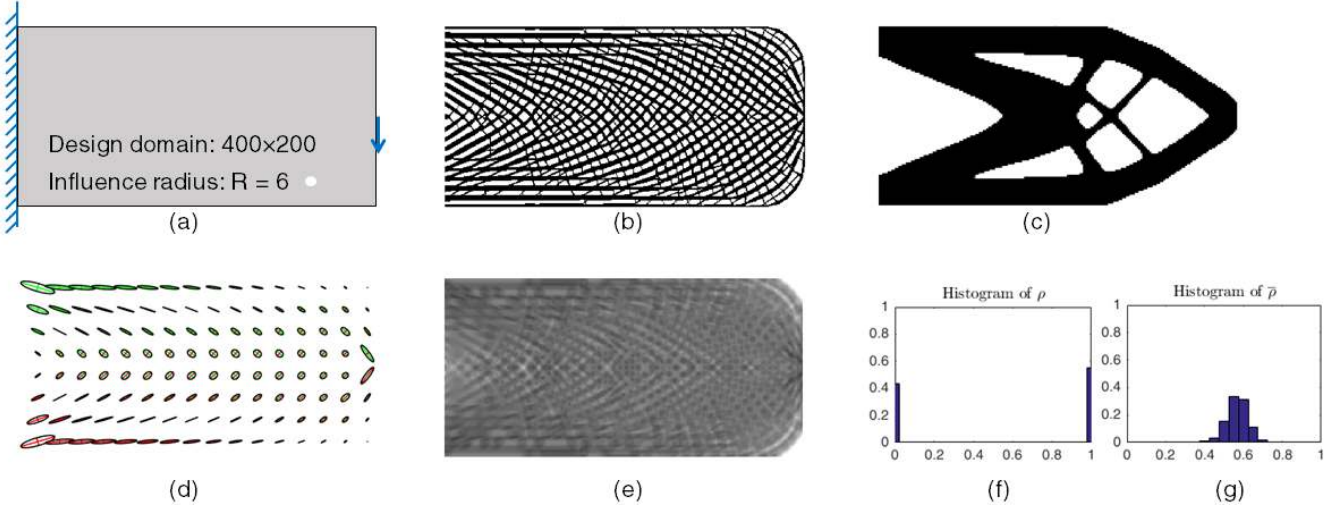 Design domain: 400×200
Influence radius: R = 6
(a)
(b)
(c)
(d)
(e)
Histogram of ρ
1
0.8
0.6
0.4
0.2
0
0 0.2 0.4 0.6 0.8 1
(f)
Histogram of ρ̅
1
0.8
0.6
0.4
0.2
0
0 0.2 0.4 0.6 0.8 1
(g)